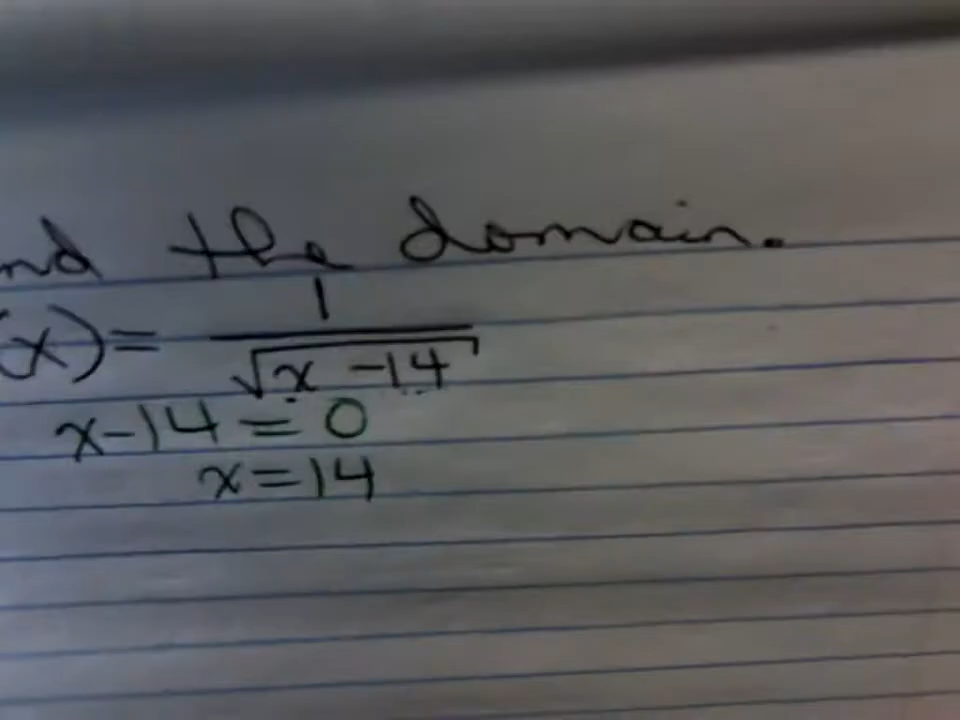 nd the domain.
(x) = 1/√(x - 14)
x - 14 = 0
x = 14